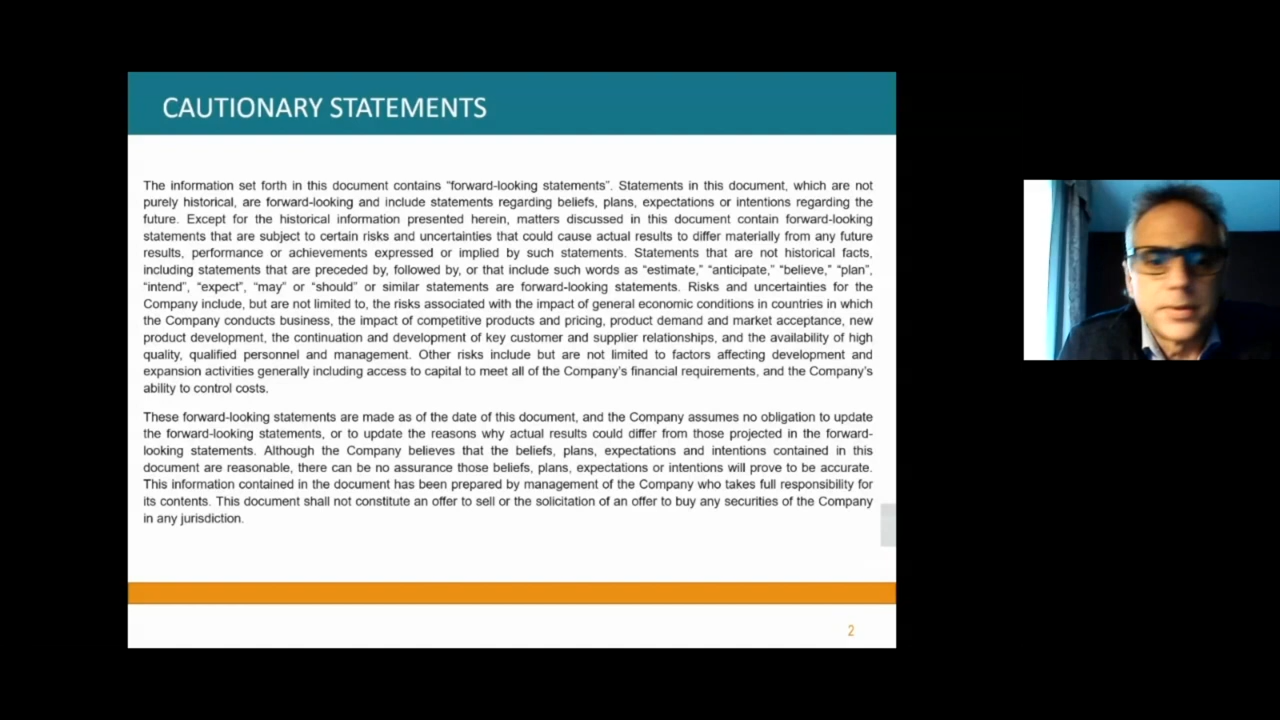 CAUTIONARY STATEMENTS
The information set forth in this document contains “forward-looking statements”. Statements in this document, which are not
purely historical, are forward-looking and include statements regarding beliefs, plans, expectations or intentions regarding the
future. Except for the historical information presented herein, matters discussed in this document contain forward-looking
statements that are subject to certain risks and uncertainties that could cause actual results to differ materially from any future
results, performance or achievements expressed or implied by such statements. Statements that are not historical facts,
including statements that are preceded by, followed by, or that include such words as “estimate,” “anticipate,” “believe,” “plan”,
“intend”, “expect”, “may” or “should” or similar statements are forward-looking statements. Risks and uncertainties for the
Company include, but are not limited to, the risks associated with the impact of general economic conditions in countries in which
the Company conducts business, the impact of competitive products and pricing, product demand and market acceptance, new
product development, the continuation and development of key customer and supplier relationships, and the availability of high
quality, qualified personnel and management. Other risks include but are not limited to factors affecting development and
expansion activities generally including access to capital to meet all of the Company’s financial requirements, and the Company’s
ability to control costs.
These forward-looking statements are made as of the date of this document, and the Company assumes no obligation to update
the forward-looking statements, or to update the reasons why actual results could differ from those projected in the forward-
looking statements. Although the Company believes that the beliefs, plans, expectations and intentions contained in this
document are reasonable, there can be no assurance those beliefs, plans, expectations or intentions will prove to be accurate.
This information contained in the document has been prepared by management of the Company who takes full responsibility for
its contents. This document shall not constitute an offer to sell or the solicitation of an offer to buy any securities of the Company
in any jurisdiction.
2